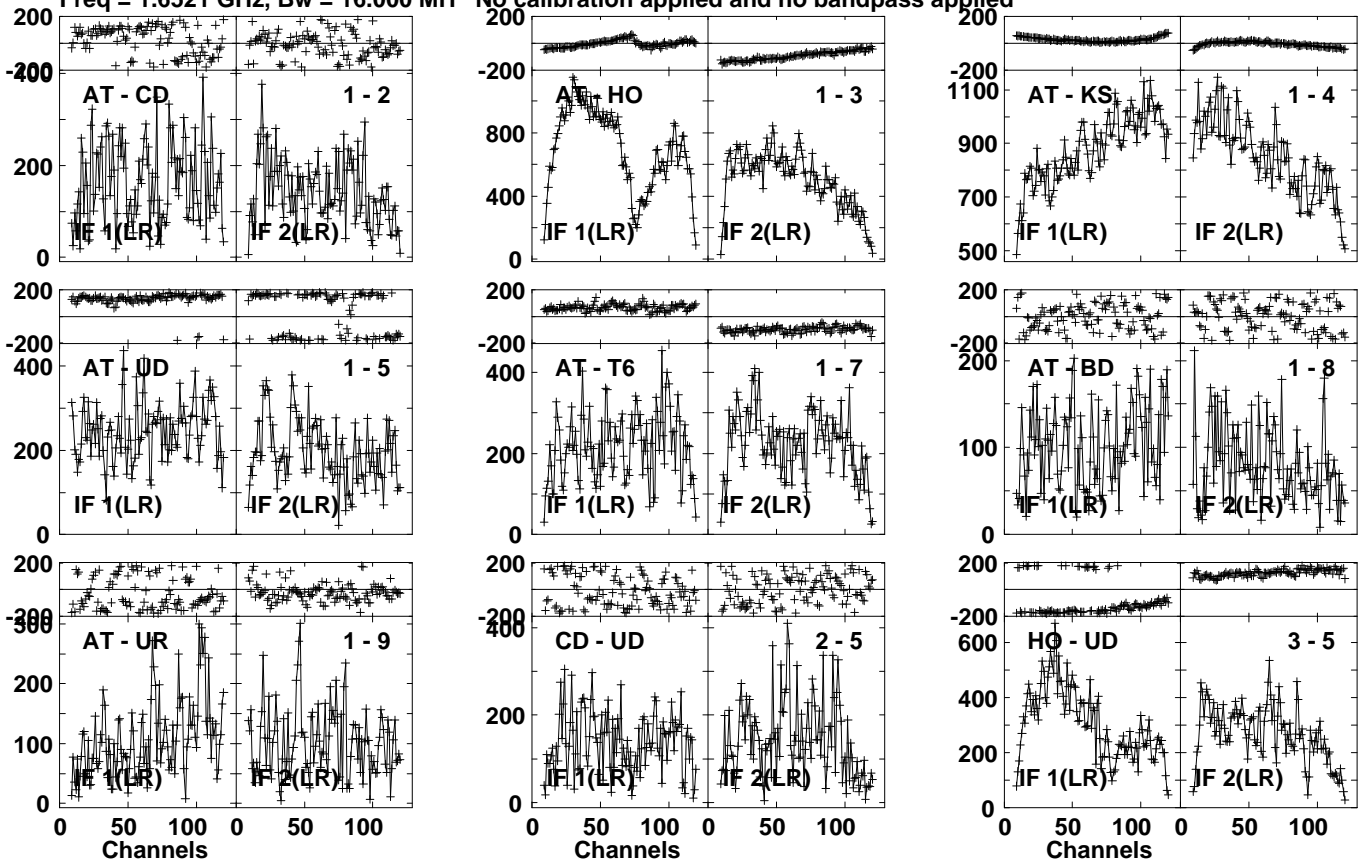 Freq = 1.6521 GHz, Bw = 16.000 MH No calibration applied and no bandpass applied
200 200 200
-200 -200 -200
400 AT - CD 1 - 2 AT - HO 1 - 3 1100 AT - KS 1 - 4
800 900
200 400 700
IF 1(LR) IF 2(LR) IF 1(LR) IF 2(LR) IF 1(LR) IF 2(LR)
0 0 500
200 200 200
-200 -200 -200
400 AT - UD 1 - 5 400 AT - T6 1 - 7 200 AT - BD 1 - 8
200 200 100
IF 1(LR) IF 2(LR) IF 1(LR) IF 2(LR) IF 1(LR) IF 2(LR)
0 0 0
200 200 200
-200 -200 -200
300 AT - UR 1 - 9 400 CD - UD 2 - 5 600 HO - UD 3 - 5
200 400
100 200 200
IF 1(LR) IF 2(LR) IF 1(LR) IF 2(LR) IF 1(LR) IF 2(LR)
0 0 0
0 50 100 0 50 100 0 50 100 0 50 100 0 50 100 0 50 100
Channels Channels Channels